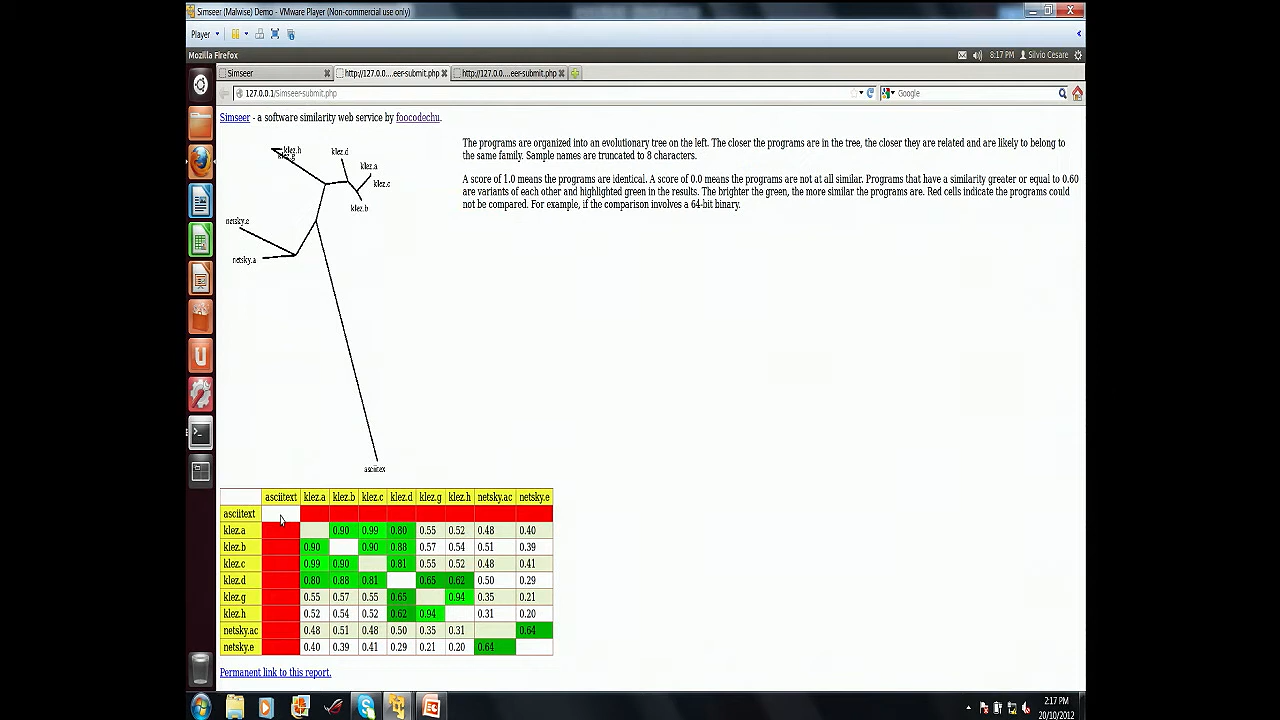 Simseer (Malwise) Demo - VMware Player (Non-commercial use only)
Player
Mozilla Firefox
8:17 PM Silvio Cesare
Simseer
http://127.0.0....eer-submit.php
http://127.0.0....eer-submit.php
127.0.0.1/Simseer-submit.php
Google
Simseer - a software similarity web service by foocodechu.
The programs are organized into an evolutionary tree on the left. The closer the programs are in the tree, the closer they are related and are likely to belong to
the same family. Sample names are truncated to 8 characters.
A score of 1.0 means the programs are identical. A score of 0.0 means the programs are not at all similar. Programs that have a similarity greater or equal to 0.60
are variants of each other and highlighted green in the results. The brighter the green, the more similar the programs are. Red cells indicate the programs could
not be compared. For example, if the comparison involves a 64-bit binary.
klez.h
klez.g
klez.d
klez.a
klez.c
klez.b
netsky.e
netsky.a
asciitex
asciitext klez.a klez.b klez.c klez.d klez.g klez.h netsky.ac netsky.e
asciitext
klez.a 0.90 0.99 0.80 0.55 0.52 0.48 0.40
klez.b 0.90 0.90 0.88 0.57 0.54 0.51 0.39
klez.c 0.99 0.90 0.81 0.55 0.52 0.48 0.41
klez.d 0.80 0.88 0.81 0.65 0.62 0.50 0.29
klez.g 0.55 0.57 0.55 0.65 0.94 0.35 0.21
klez.h 0.52 0.54 0.52 0.62 0.94 0.31 0.20
netsky.ac 0.48 0.51 0.48 0.50 0.35 0.31 0.64
netsky.e 0.40 0.39 0.41 0.29 0.21 0.20 0.64
Permanent link to this report.
2:17 PM
20/10/2012